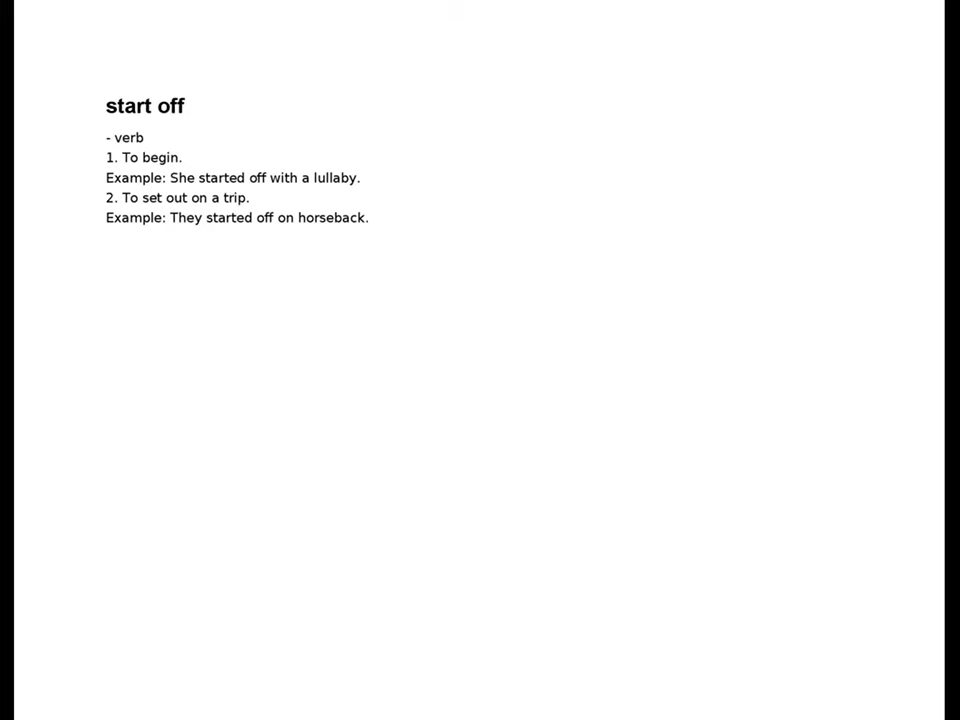 start off
- verb
1. To begin.
Example: She started off with a lullaby.
2. To set out on a trip.
Example: They started off on horseback.